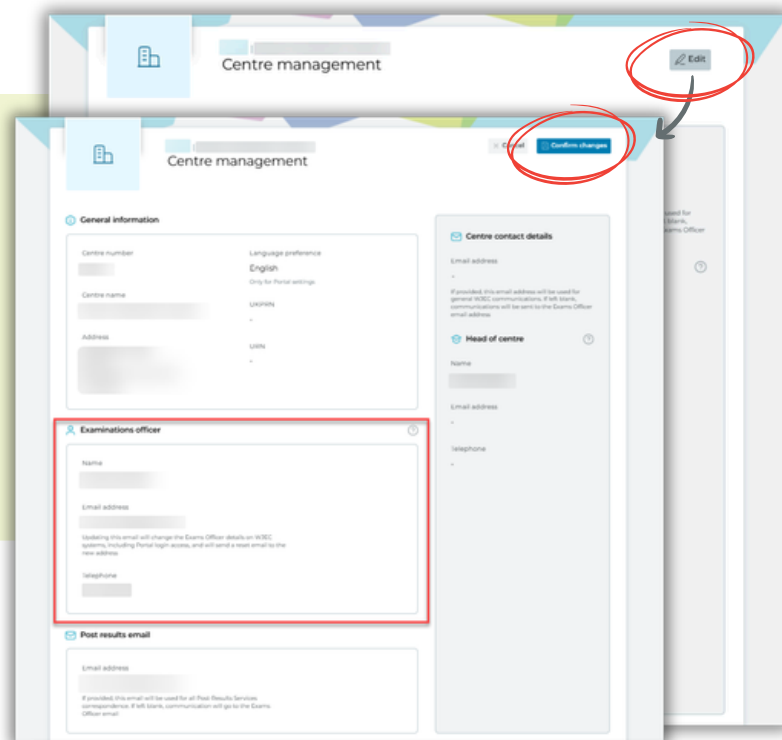 Centre management
Edit
Centre management
Cancel
Confirm changes
General information
Centre number
Language preference
English
Only for Portal settings
Centre name
UKPRN
-
Address
URN
-
Examinations officer
Name
Email address
Updating this email will change the Exams Officer details on WJEC
systems, including Portal login access, and will send a reset email to the
new address
Telephone
Post results email
Email address
If provided, this email will be used for all Post-Results Services
correspondence. If left blank, communication will go to the Exams
Officer email
Centre contact details
Email address
-
If provided, this email address will be used for
general WJEC communications. If left blank,
communications will be sent to the Exams Officer
email address
Head of centre
Name
Email address
-
Telephone
-
used for
blank,
Exams Officer